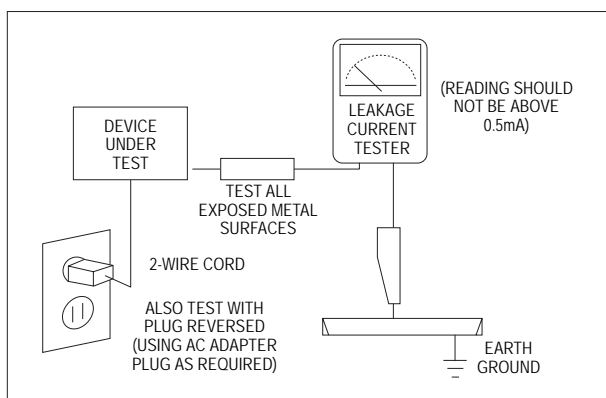 DEVICE
UNDER
TEST
LEAKAGE
CURRENT
TESTER
(READING SHOULD
NOT BE ABOVE
0.5mA)
TEST ALL
EXPOSED METAL
SURFACES
2-WIRE CORD
ALSO TEST WITH
PLUG REVERSED
(USING AC ADAPTER
PLUG AS REQUIRED)
EARTH
GROUND